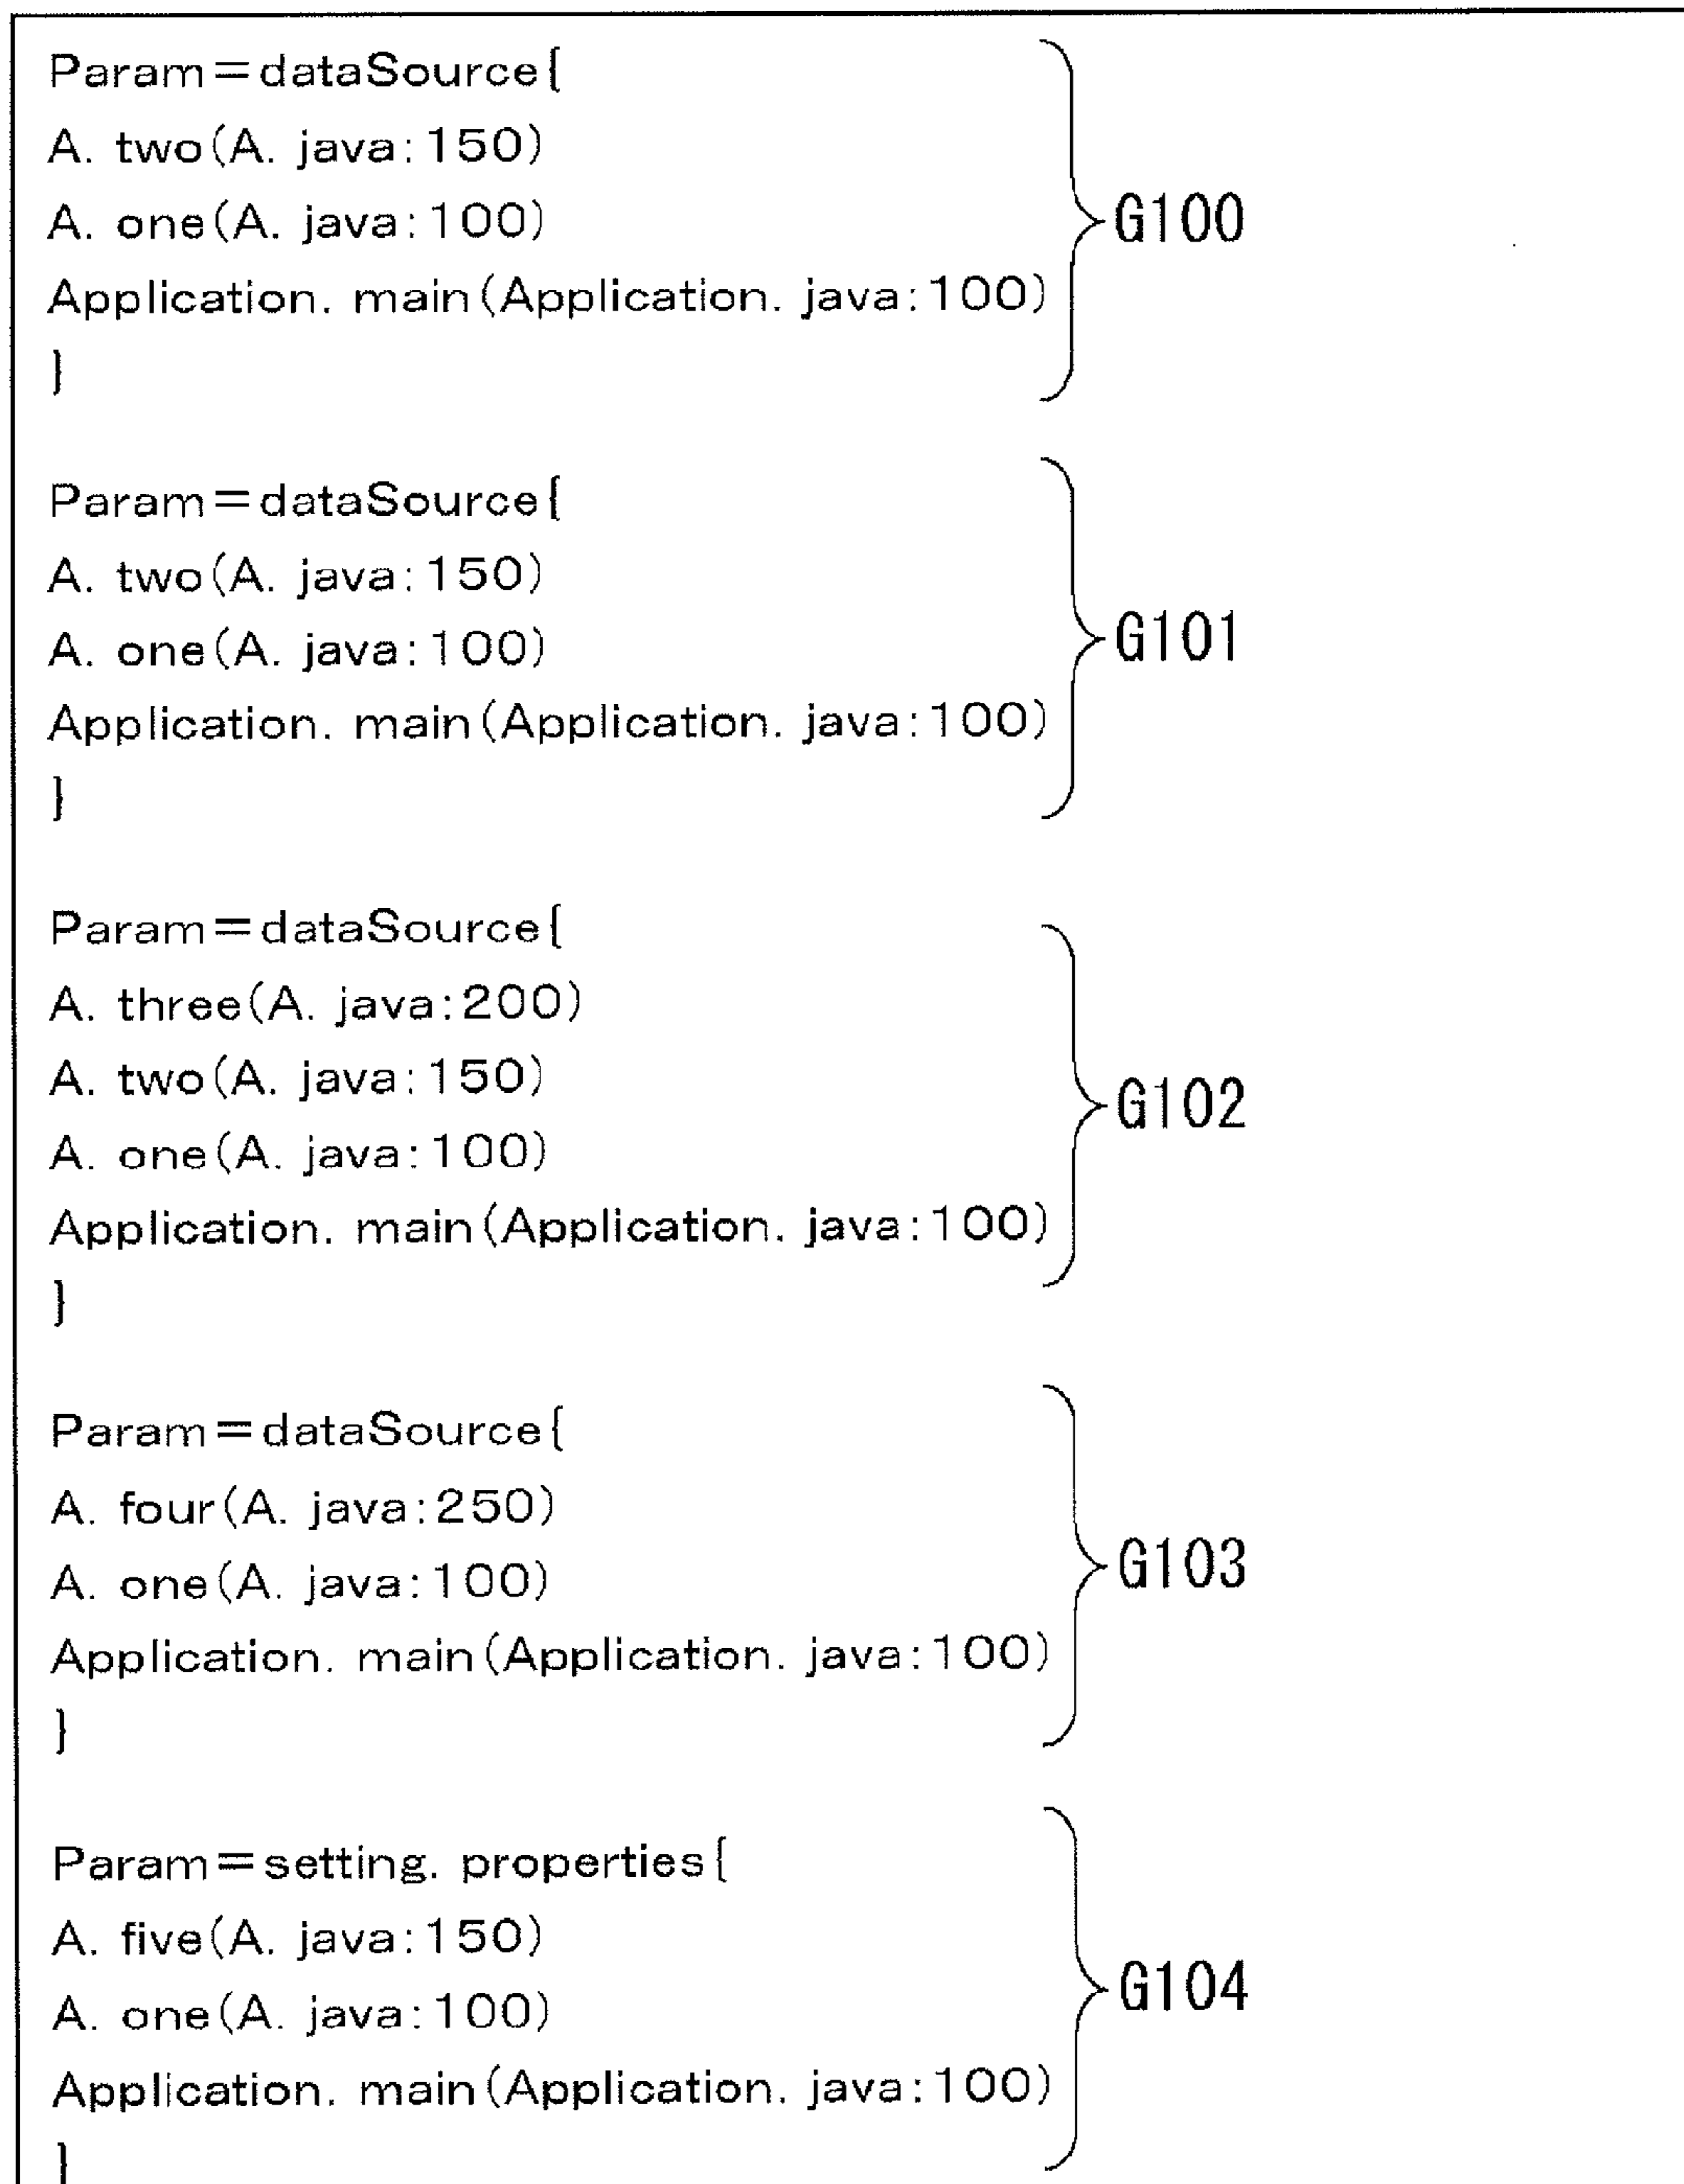 Param=dataSource{
A. two(A. java:150)
A. one(A. java:100)
Application. main(Application. java:100)
}
G100
Param=dataSource{
A. two(A. java:150)
A. one(A. java:100)
Application. main(Application. java:100)
}
G101
Param=dataSource{
A. three(A. java:200)
A. two(A. java:150)
A. one(A. java:100)
Application. main(Application. java:100)
}
G102
Param=dataSource{
A. four(A. java:250)
A. one(A. java:100)
Application. main(Application. java:100)
}
G103
Param=setting. properties{
A. five(A. java:150)
A. one(A. java:100)
Application. main(Application. java:100)
}
G104